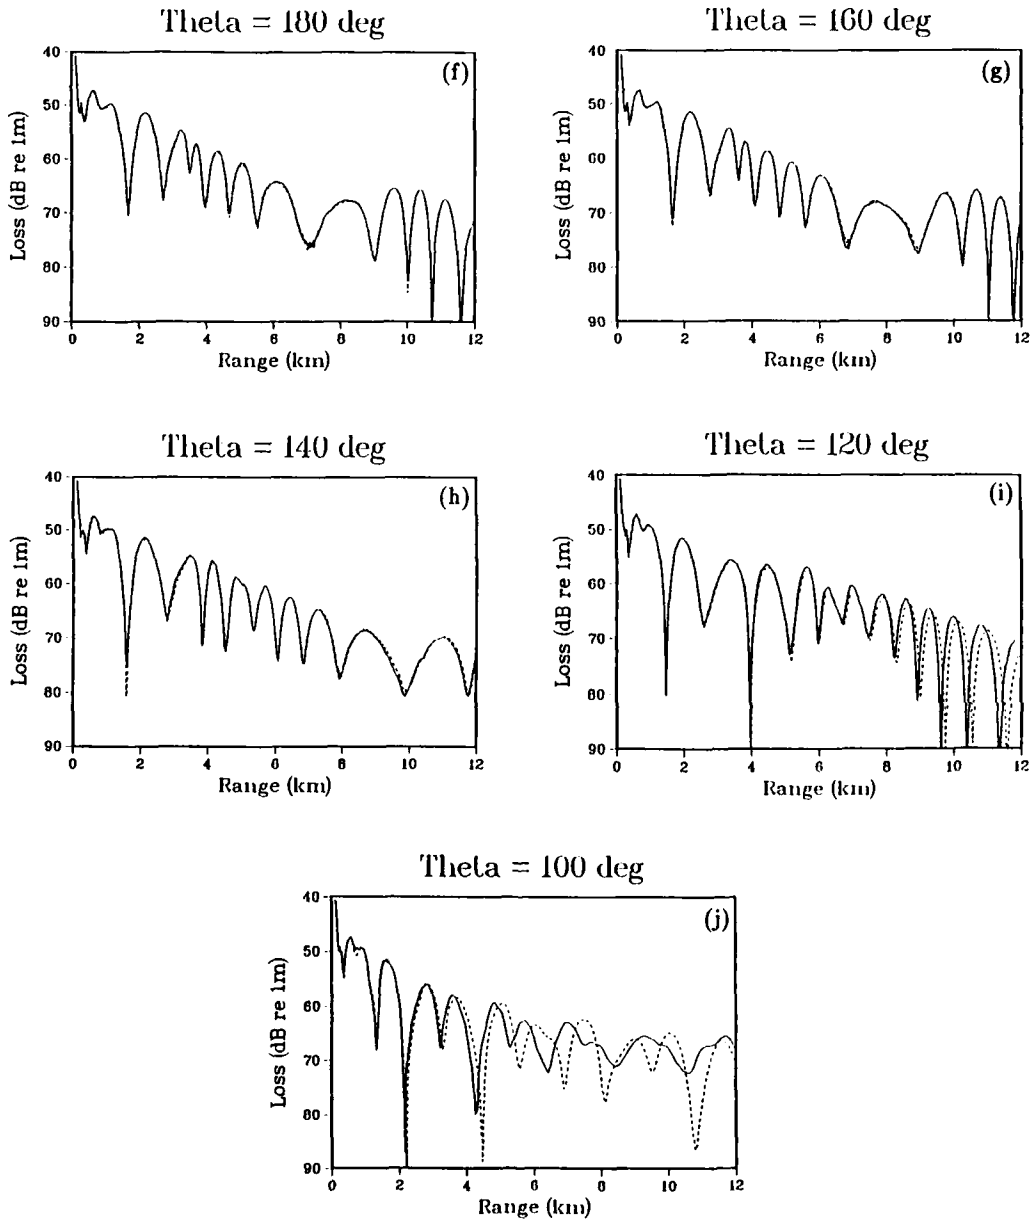 Theta = 180 deg
(f)
Loss (dB re 1m)
40
50
60
70
80
90
0 2 4 6 8 10 12
Range (km)
Theta = 160 deg
(g)
Loss (dB re 1m)
40
50
60
70
80
90
0 2 4 6 8 10 12
Range (km)
Theta = 140 deg
(h)
Loss (dB re 1m)
40
50
60
70
80
90
0 2 4 6 8 10 12
Range (km)
Theta = 120 deg
(i)
Loss (dB re 1m)
40
50
60
70
80
90
0 2 4 6 8 10 12
Range (km)
Theta = 100 deg
(j)
Loss (dB re 1m)
40
50
60
70
80
90
0 2 4 6 8 10 12
Range (km)